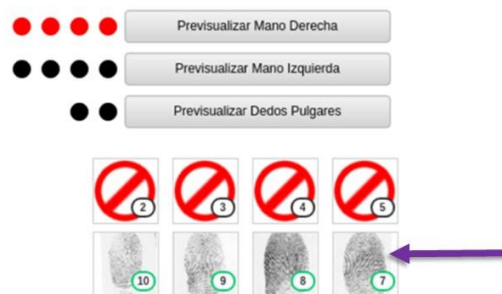 Previsualizar Mano Derecha
Previsualizar Mano Izquierda
Previsualizar Dedos Pulgares
2 3 4 5
10 9 8 7